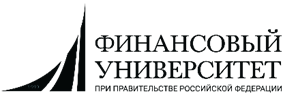 ФИНАНСОВЫЙ
УНИВЕРСИТЕТ
ПРИ ПРАВИТЕЛЬСТВЕ РОССИЙСКОЙ ФЕДЕРАЦИИ